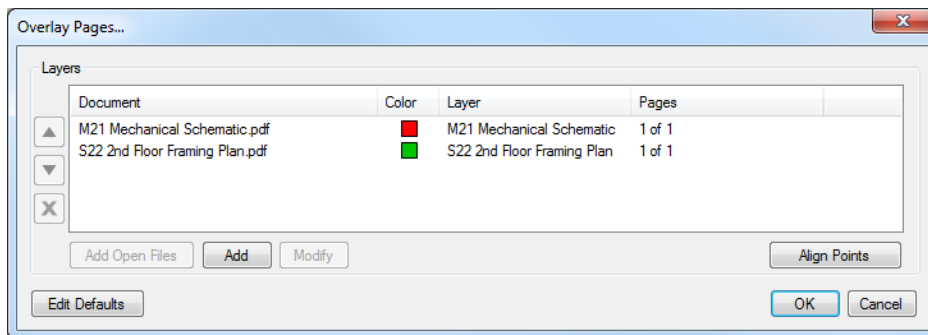 Overlay Pages...
Layers
Document Color Layer Pages
M21 Mechanical Schematic.pdf M21 Mechanical Schematic 1 of 1
S22 2nd Floor Framing Plan.pdf S22 2nd Floor Framing Plan 1 of 1
Add Open Files Add Modify Align Points
Edit Defaults OK Cancel